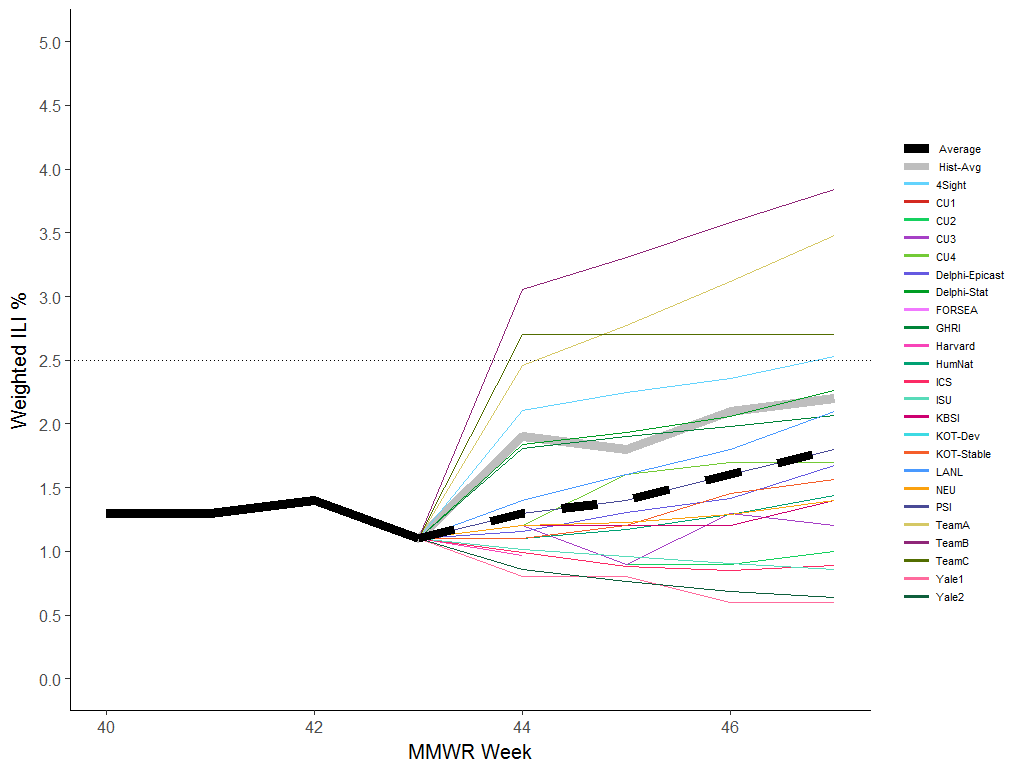 5.0
4.5
4.0
3.5
3.0
2.5
2.0
1.5
1.0
0.5
0.0
Weighted ILI %
40
42
44
46
MMWR Week
Average
Hist-Avg
4Sight
CU1
CU2
CU3
CU4
Delphi-Epicast
Delphi-Stat
FORSEA
GHRI
Harvard
HumNat
ICS
ISU
KBSI
KOT-Dev
KOT-Stable
LANL
NEU
PSI
TeamA
TeamB
TeamC
Yale1
Yale2